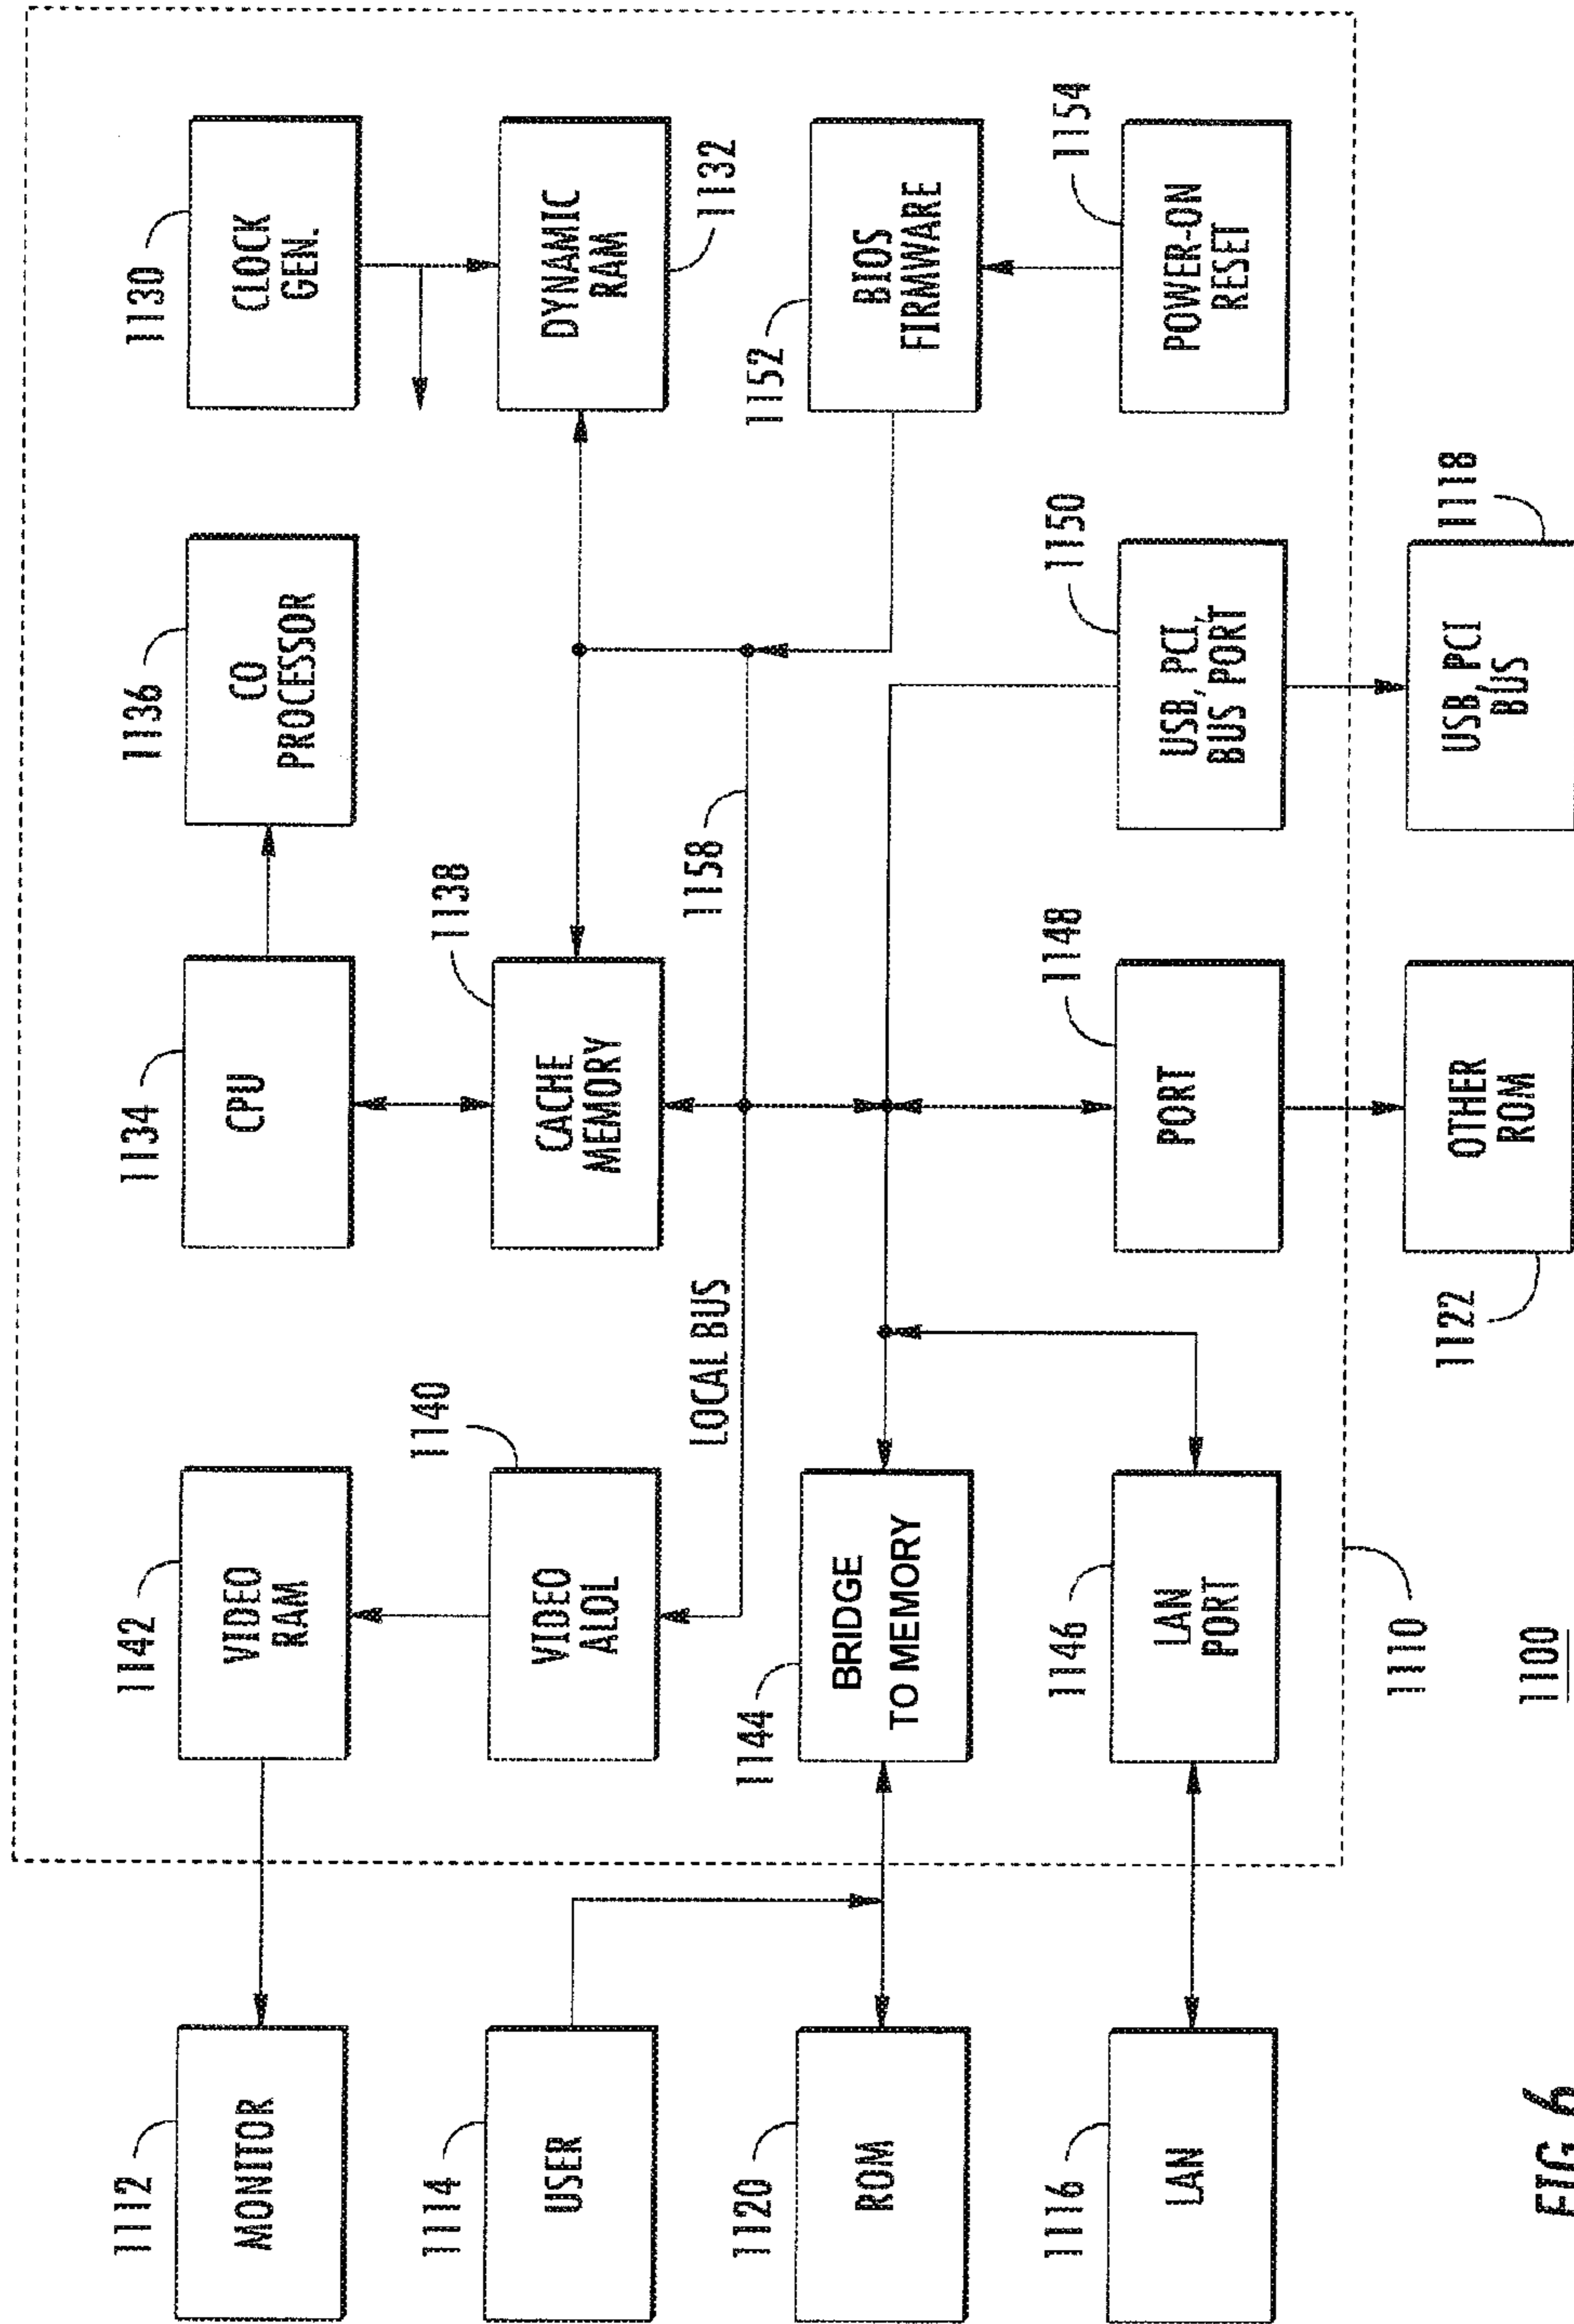 1112
MONITOR
1142
VIDEO
RAM
1134
CPU
1136
CO
PROCESSOR
1130
CLOCK
GEN.
1114
USER
1140
VIDEO
ALOL
1138
CACHE
MEMORY
DYNAMIC
RAM
1132
LOCAL BUS
1158
1120
ROM
1144
BRIDGE
TO MEMORY
1152
BIOS
FIRMWARE
1116
LAN
1146
LAN
PORT
1148
PORT
1150
USB, PCI,
BUS PORT
1154
POWER-ON
RESET
1110
1122
OTHER
ROM
USB, PCI
BUS
1118
1100
FIG. 6